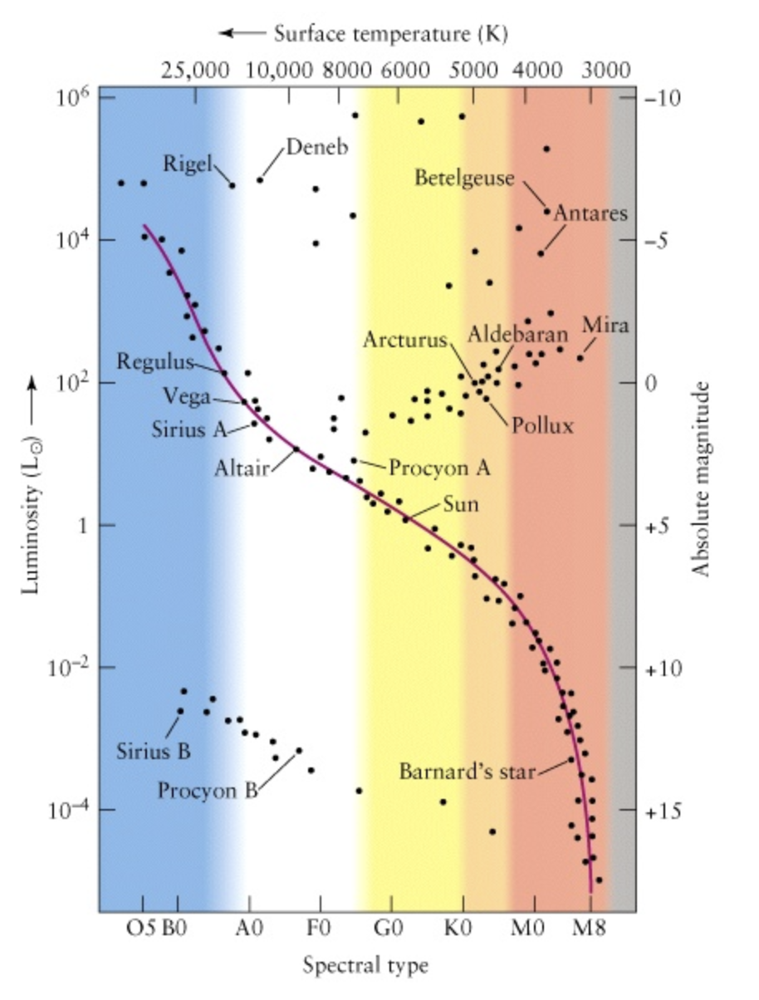 ← Surface temperature (K)
25,000 10,000 8000 6000 5000 4000 3000
10⁶ −10
Deneb
Rigel
Betelgeuse
Antares
10⁴ −5
Mira
Arcturus Aldebaran
Regulus
10² 0
Vega
Sirius A Pollux
Altair Procyon A
Sun
1 +5
10⁻² +10
Sirius B
Barnard's star
Procyon B
10⁻⁴ +15
Luminosity (L☉) →
Absolute magnitude
O5 B0 A0 F0 G0 K0 M0 M8
Spectral type